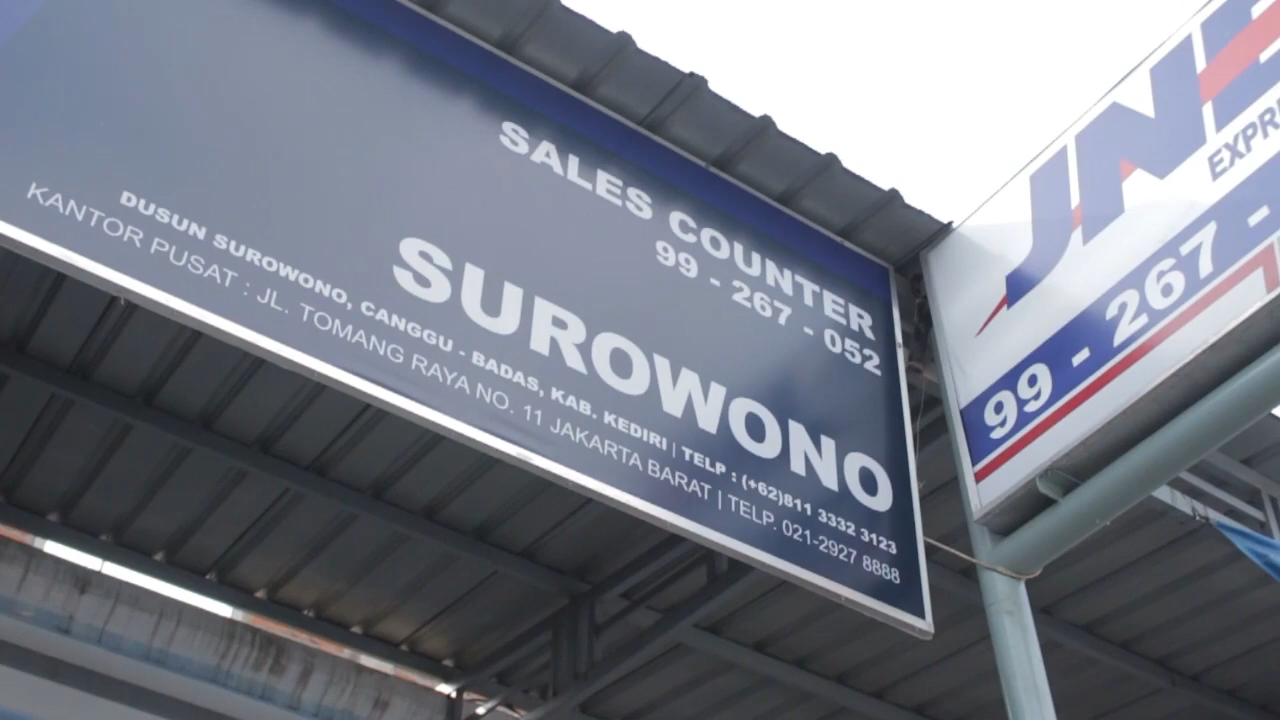 SALES COUNTER
99 - 267 - 052
SUROWONO
DUSUN SUROWONO, CANGGU - BADAS, KAB. KEDIRI | TELP : (+62)811 3332 3123
KANTOR PUSAT : JL. TOMANG RAYA NO. 11 JAKARTA BARAT | TELP. 021-2927 8888
JNE
EXPR
99 - 267 -